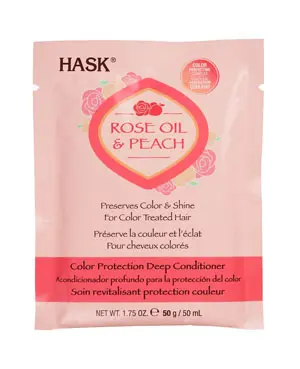 HASK®
COLOR
ROSE OIL
& PEACH
Preserves Color & Shine
For Color Treated Hair
Préserve la couleur et l'éclat
Pour cheveux colorés
Color Protection Deep Conditioner
Acondicionador profundo para la protección del color
Soin revitalisant protection couleur
NET WT. 1.75 OZ. ℮ 50 g / 50 mL